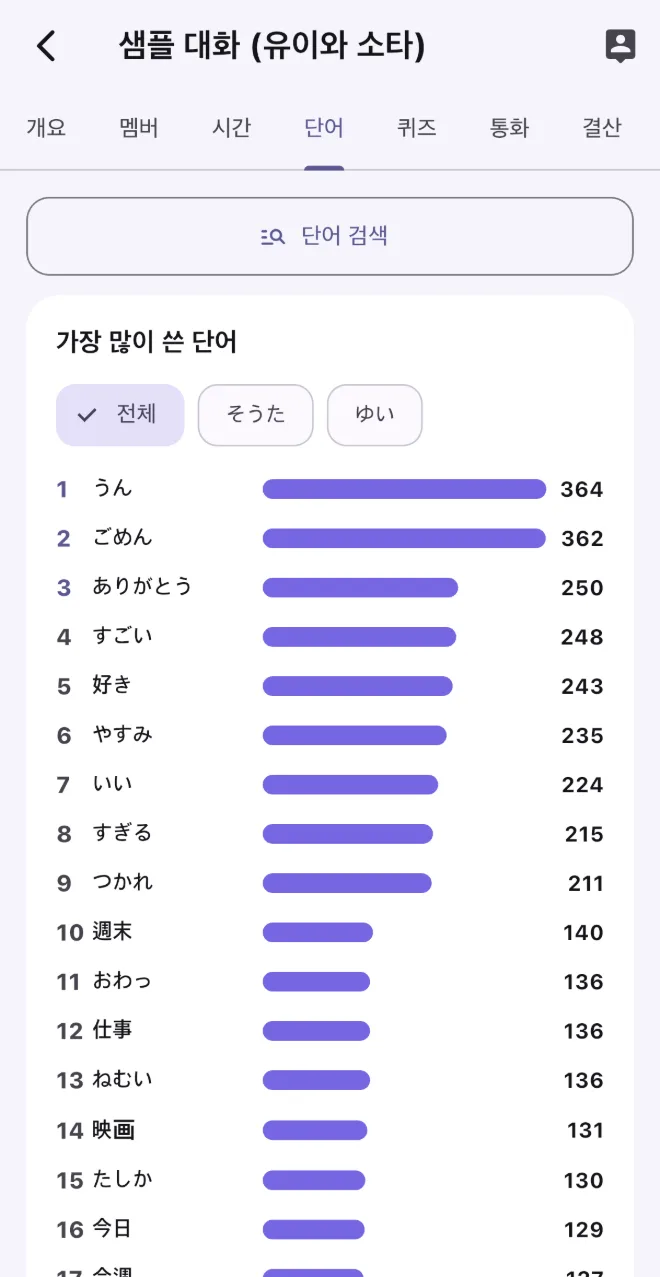 샘플 대화 (유이와 소타)
개요 멤버 시간 단어 퀴즈 통화 결산
단어 검색
가장 많이 쓴 단어
전체 そうた ゆい
1 うん 364
2 ごめん 362
3 ありがとう 250
4 すごい 248
5 好き 243
6 やすみ 235
7 いい 224
8 すぎる 215
9 つかれ 211
10 週末 140
11 おわっ 136
12 仕事 136
13 ねむい 136
14 映画 131
15 たしか 130
16 今日 129
17 今週 127